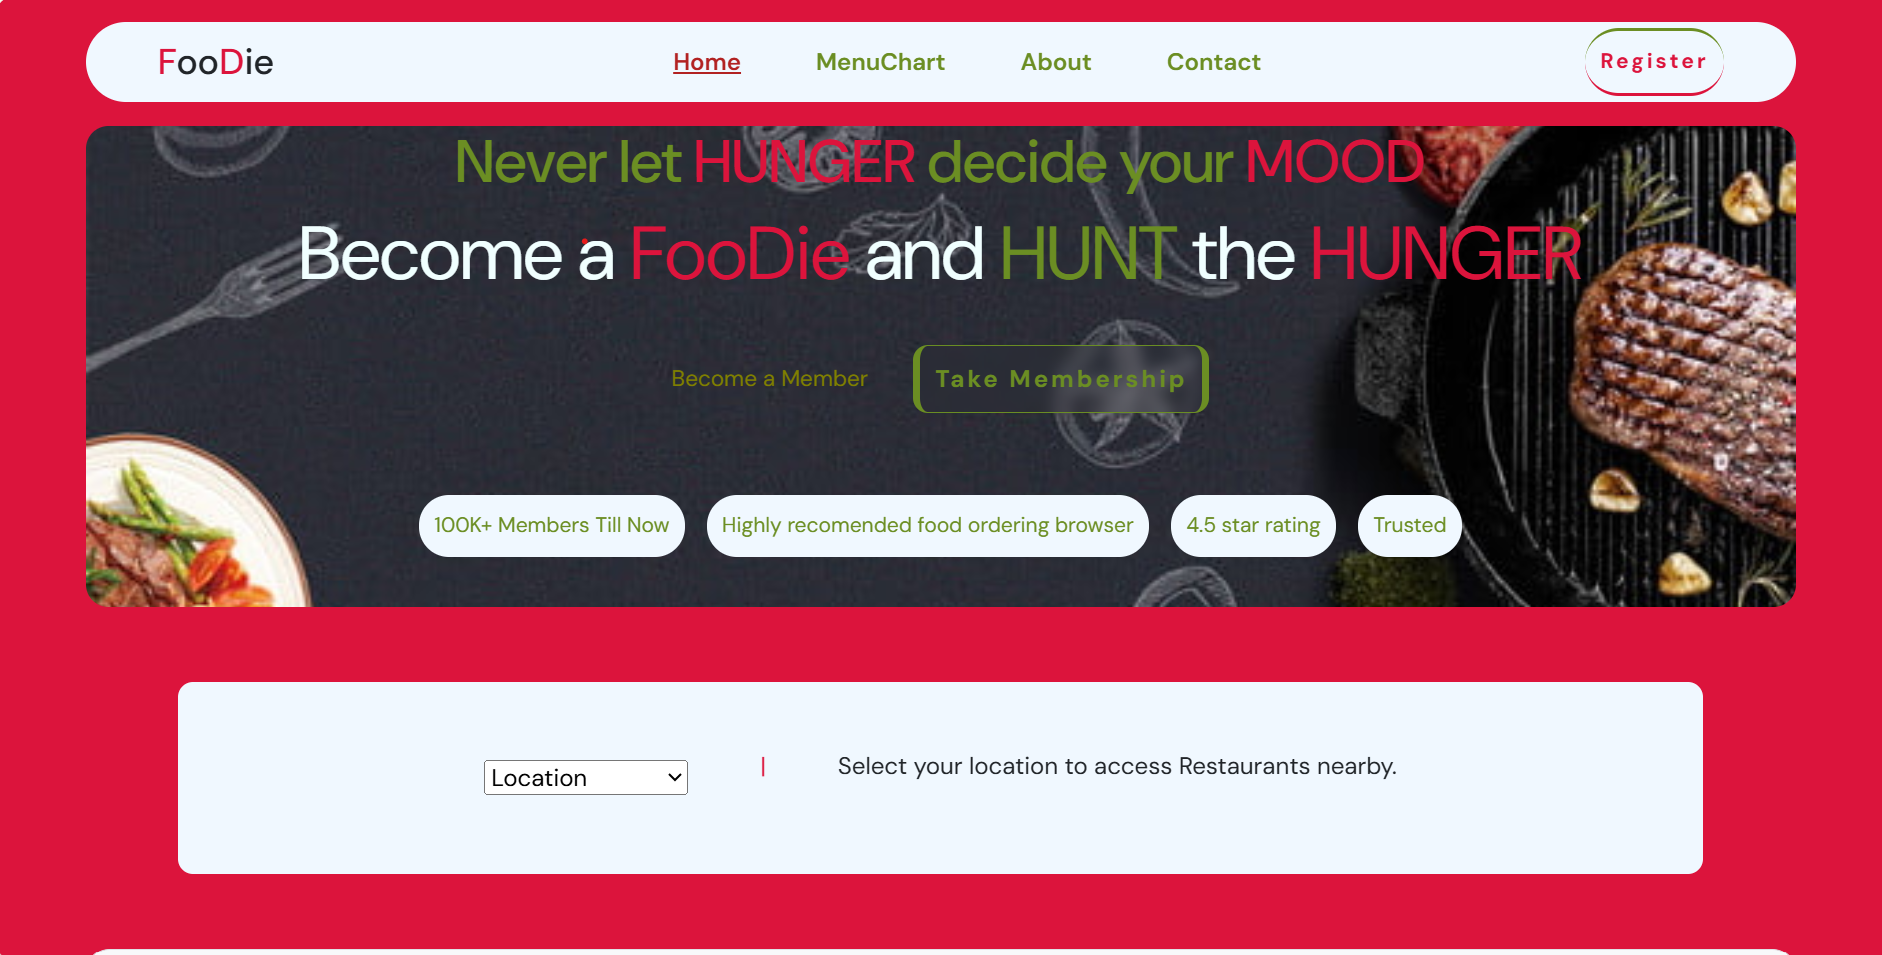 FooDie Home MenuChart About Contact Register
Never let HUNGER decide your MOOD
Become a FooDie and HUNT the HUNGER
Become a Member Take Membership
100K+ Members Till Now Highly recomended food ordering browser 4.5 star rating Trusted
Location | Select your location to access Restaurants nearby.